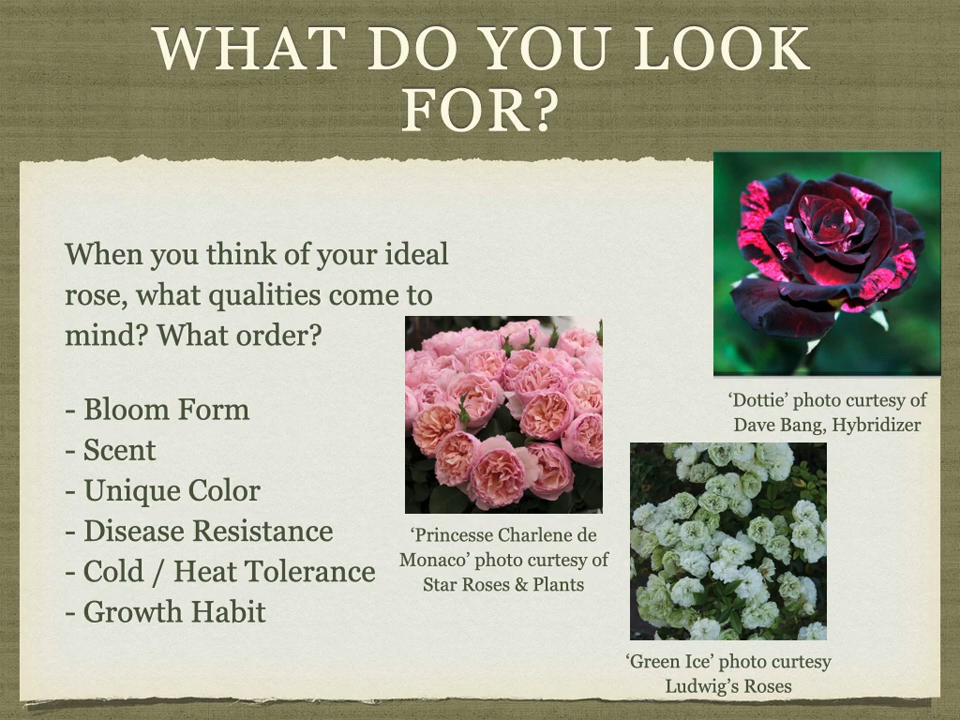 WHAT DO YOU LOOK
FOR?
When you think of your ideal
rose, what qualities come to
mind? What order?
- Bloom Form
- Scent
- Unique Color
- Disease Resistance
- Cold / Heat Tolerance
- Growth Habit
‘Dottie’ photo curtesy of
Dave Bang, Hybridizer
‘Princesse Charlene de
Monaco’ photo curtesy of
Star Roses & Plants
‘Green Ice’ photo curtesy
Ludwig’s Roses